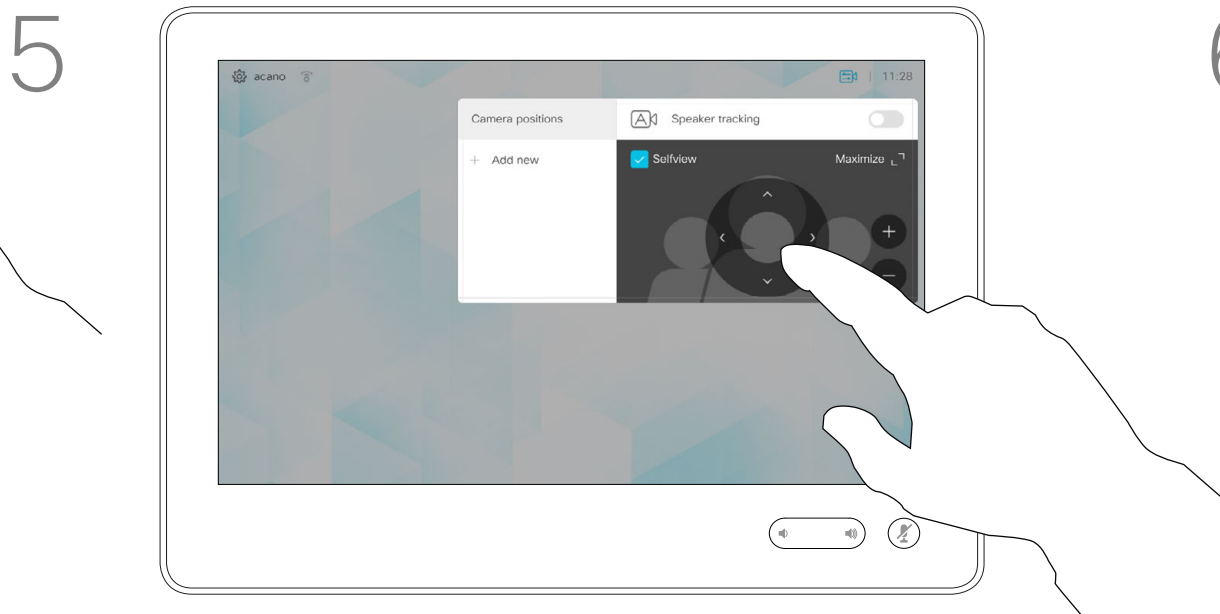 5
acano
11:28
Camera positions
Speaker tracking
Add new
Selfview
Maximize